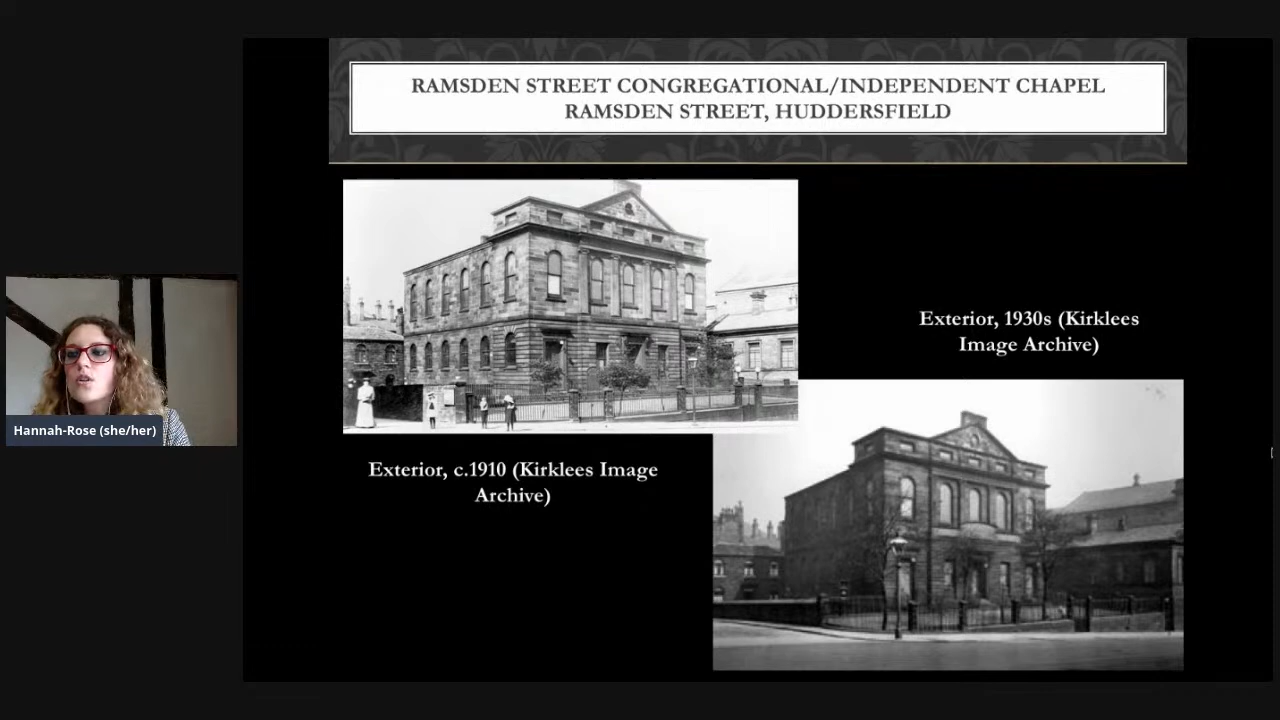 RAMSDEN STREET CONGREGATIONAL/INDEPENDENT CHAPEL
RAMSDEN STREET, HUDDERSFIELD
Exterior, 1930s (Kirklees
Image Archive)
Hannah-Rose (she/her)
Exterior, c.1910 (Kirklees Image
Archive)